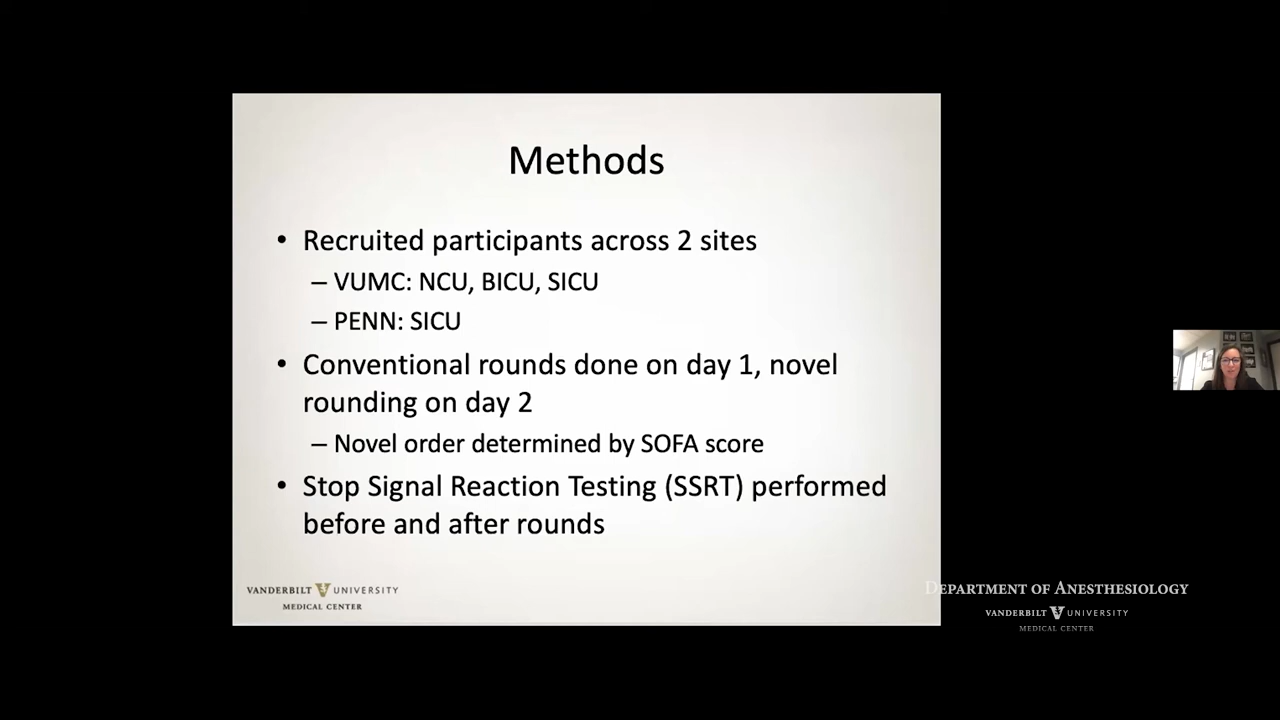 Methods
• Recruited participants across 2 sites
– VUMC: NCU, BICU, SICU
– PENN: SICU
• Conventional rounds done on day 1, novel
rounding on day 2
– Novel order determined by SOFA score
• Stop Signal Reaction Testing (SSRT) performed
before and after rounds
VANDERBILT UNIVERSITY
MEDICAL CENTER
DEPARTMENT OF ANESTHESIOLOGY
VANDERBILT UNIVERSITY
MEDICAL CENTER